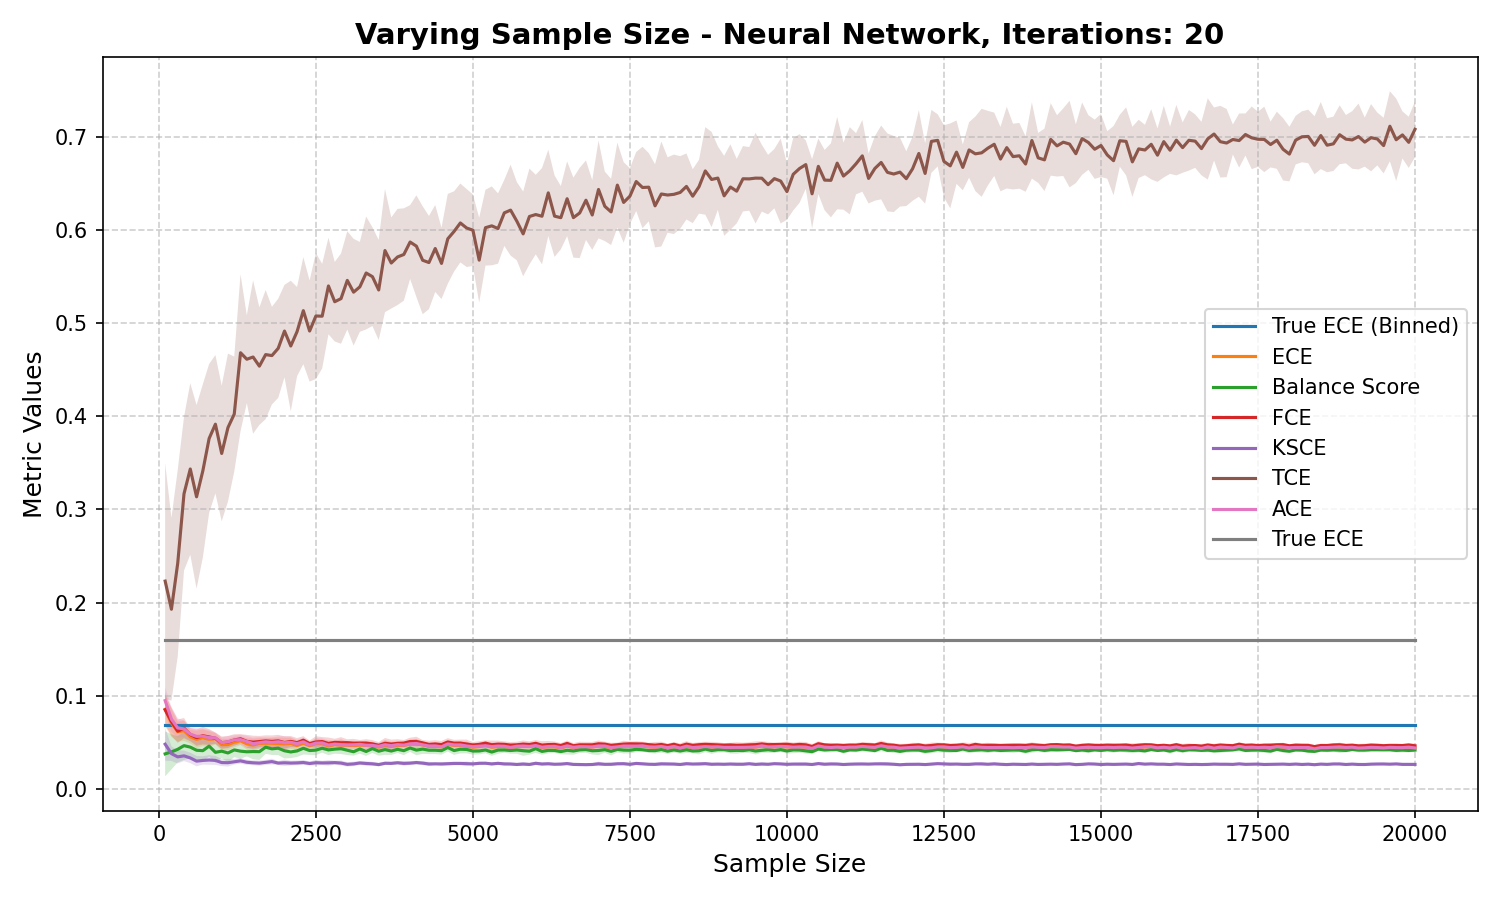 Varying Sample Size - Neural Network, Iterations: 20
Metric Values
0.7
0.6
0.5
0.4
0.3
0.2
0.1
0.0
True ECE (Binned)
ECE
Balance Score
FCE
KSCE
TCE
ACE
True ECE
0 2500 5000 7500 10000 12500 15000 17500 20000
Sample Size